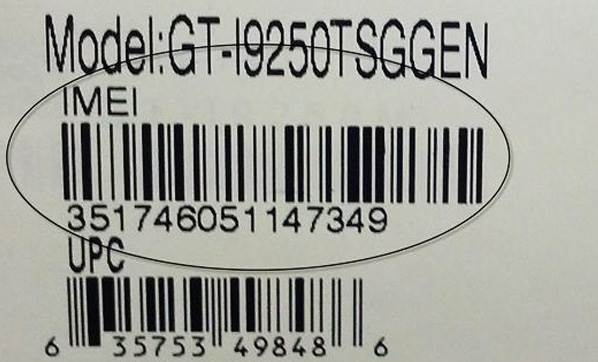 Model:GT-I9250TSGGEN
IMEI
351746051147349
UPC
6 35753 49848 6